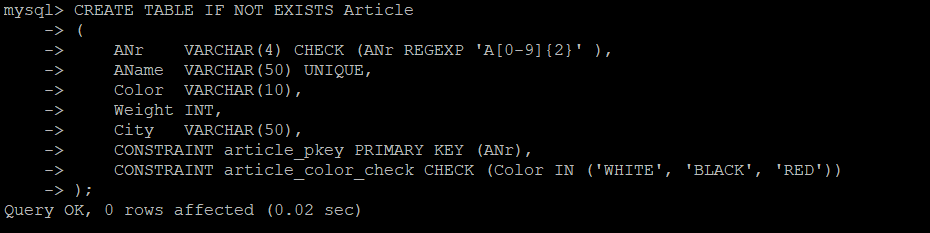 mysql> CREATE TABLE IF NOT EXISTS Article
    -> (
    ->     ANr    VARCHAR(4) CHECK (ANr REGEXP 'A[0-9]{2}' ),
    ->     AName  VARCHAR(50) UNIQUE,
    ->     Color  VARCHAR(10),
    ->     Weight INT,
    ->     City   VARCHAR(50),
    ->     CONSTRAINT article_pkey PRIMARY KEY (ANr),
    ->     CONSTRAINT article_color_check CHECK (Color IN ('WHITE', 'BLACK', 'RED'))
    -> );
Query OK, 0 rows affected (0.02 sec)